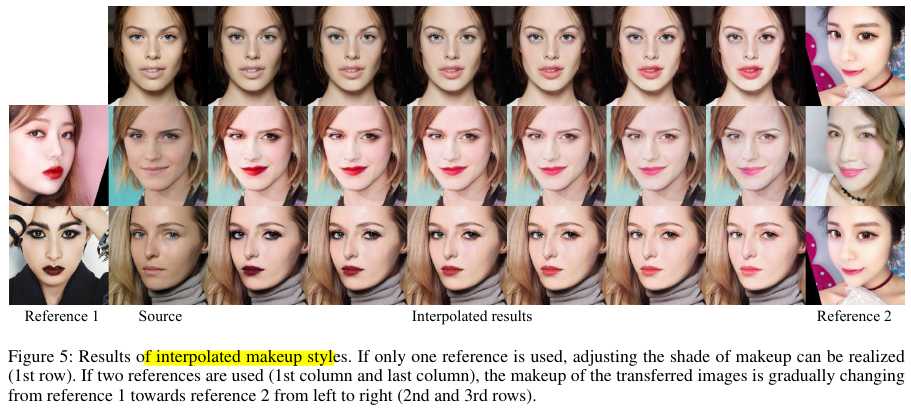 Reference 1 Source Interpolated results Reference 2
Figure 5: Results of interpolated makeup styles. If only one reference is used, adjusting the shade of makeup can be realized
(1st row). If two references are used (1st column and last column), the makeup of the transferred images is gradually changing
from reference 1 towards reference 2 from left to right (2nd and 3rd rows).